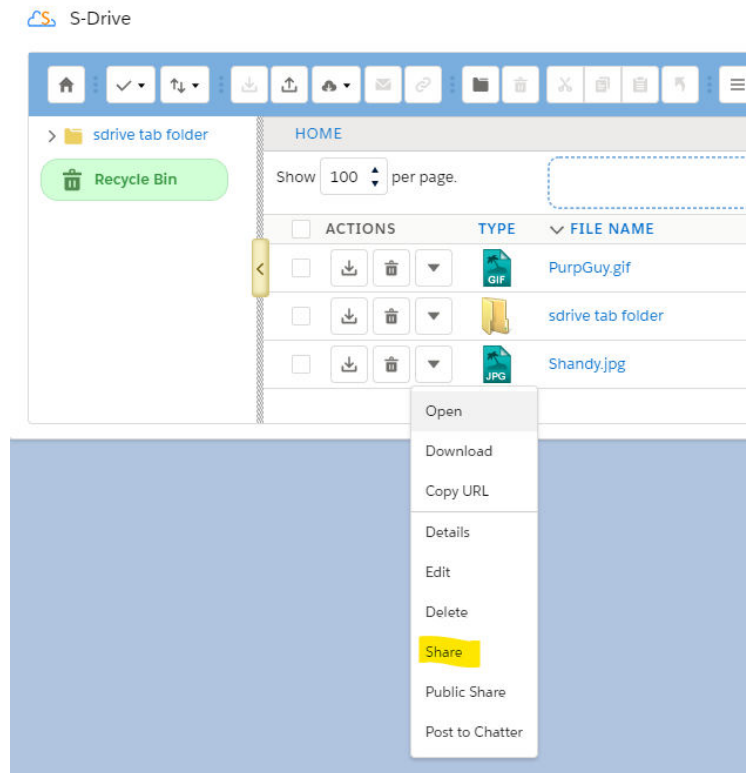 S-Drive
sdrive tab folder
HOME
Recycle Bin
Show 100 per page.
ACTIONS TYPE FILE NAME
GIF PurpGuy.gif
sdrive tab folder
JPG Shandy.jpg
Open
Download
Copy URL
Details
Edit
Delete
Share
Public Share
Post to Chatter